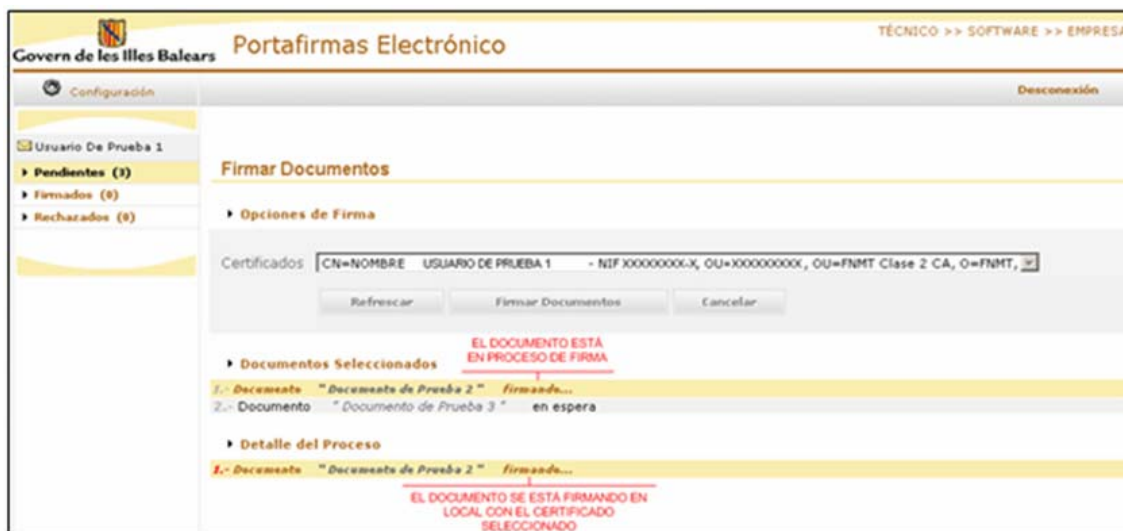 Govern de les Illes Balears
Portafirmas Electrónico
TÉCNICO >> SOFTWARE >> EMPRESA
Configuración
Desconexión
Usuario De Prueba 1
Pendientes (3)
Firmados (0)
Rechazados (0)
Firmar Documentos
Opciones de Firma
Certificados CN=NOMBRE USUARIO DE PRUEBA 1 - NIF XXXXXXXX-X, OU=XXXXXXXXX, OU=FNMT Clase 2 CA, O=FNMT,
Refrescar Firmar Documentos Cancelar
EL DOCUMENTO ESTÁ
EN PROCESO DE FIRMA
Documentos Seleccionados
1.- Documento "Documento de Prueba 2" firmando...
2.- Documento "Documento de Prueba 3" en espera
Detalle del Proceso
1.- Documento "Documento de Prueba 2" firmando...
EL DOCUMENTO SE ESTÁ FIRMANDO EN
LOCAL CON EL CERTIFICADO
SELECCIONADO